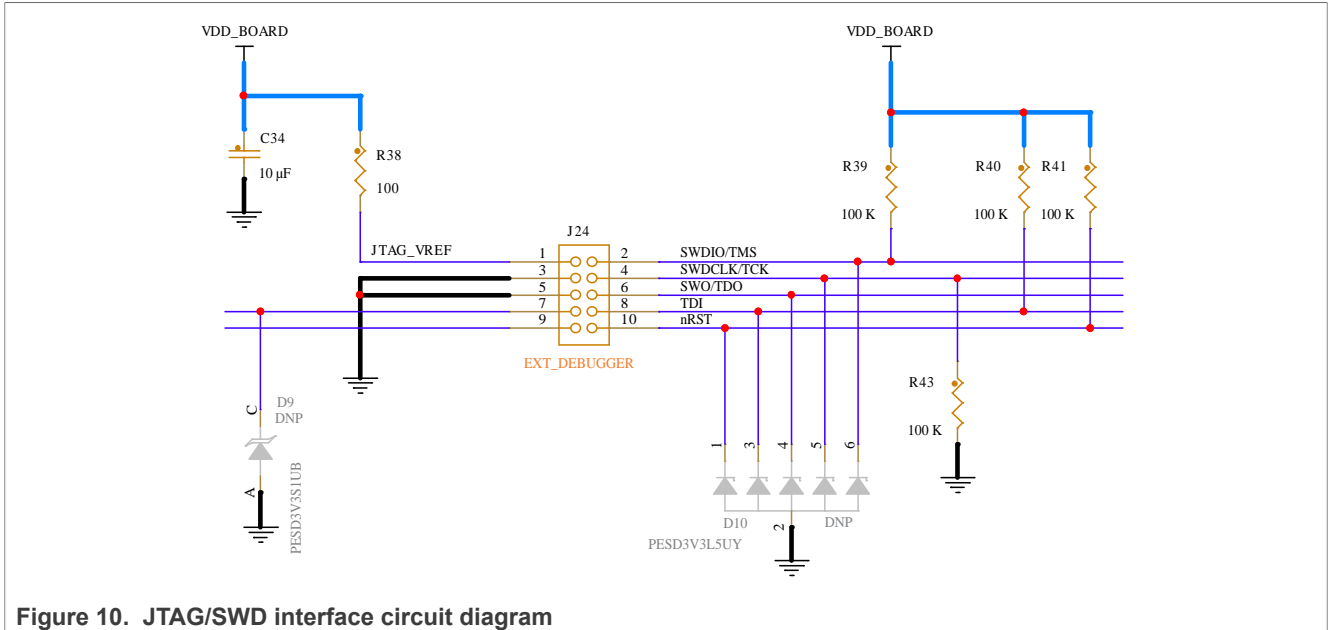 VDD_BOARD
VDD_BOARD
C34
10 µF
R38
100
R39
100 K
R40
100 K
R41
100 K
J24
JTAG_VREF
1
2
SWDIO/TMS
3
4
SWDCLK/TCK
5
6
SWO/TDO
7
8
TDI
9
10
nRST
EXT_DEBUGGER
R43
100 K
C
D9
DNP
A
PESD3V3S1UB
1
3
4
5
6
D10
2
DNP
PESD3V3L5UY
Figure 10. JTAG/SWD interface circuit diagram